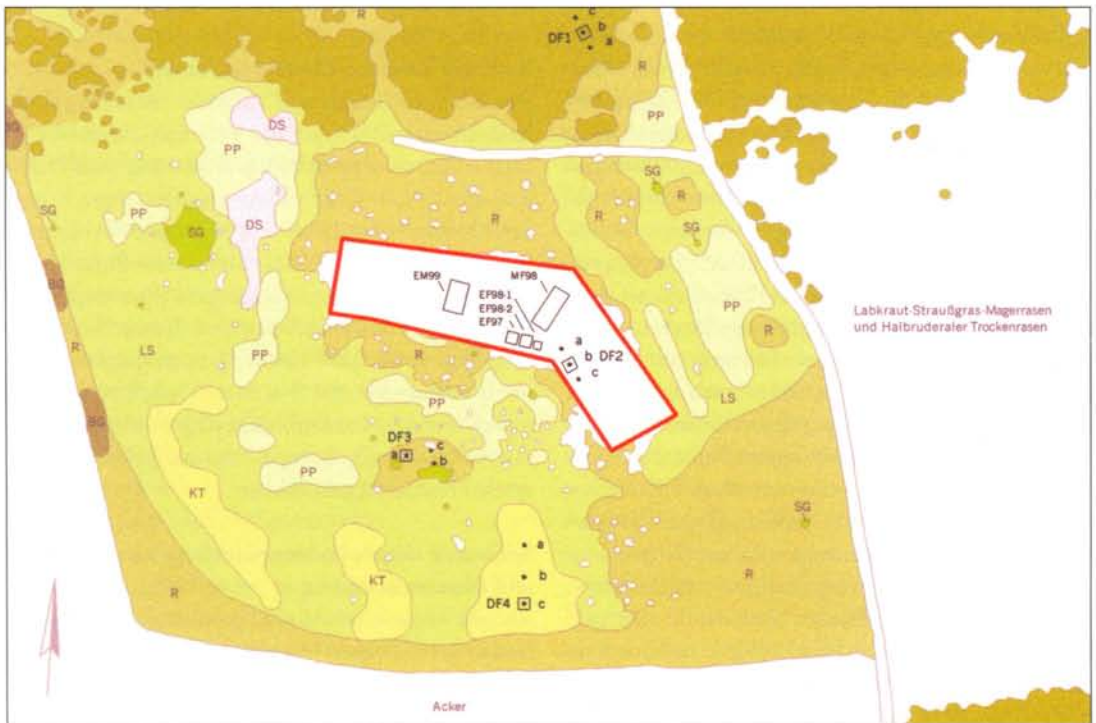 c
DF1 b
a
R
R
BG
DS
PP
PP
SG
R
SG
PP
SG
DS
R
R
SG
BG
EM99
MF98
EF98-1
EF98-2
EF97
PP
Labkraut-Straußgras-Magerrasen
und Halbruderaler Trockenrasen
R
LS
PP
R
a
b DF2
c
R
PP
LS
BG
DF3
a
c
b
PP
KT
SG
a
KT
b
R
R
DF4 c
Acker